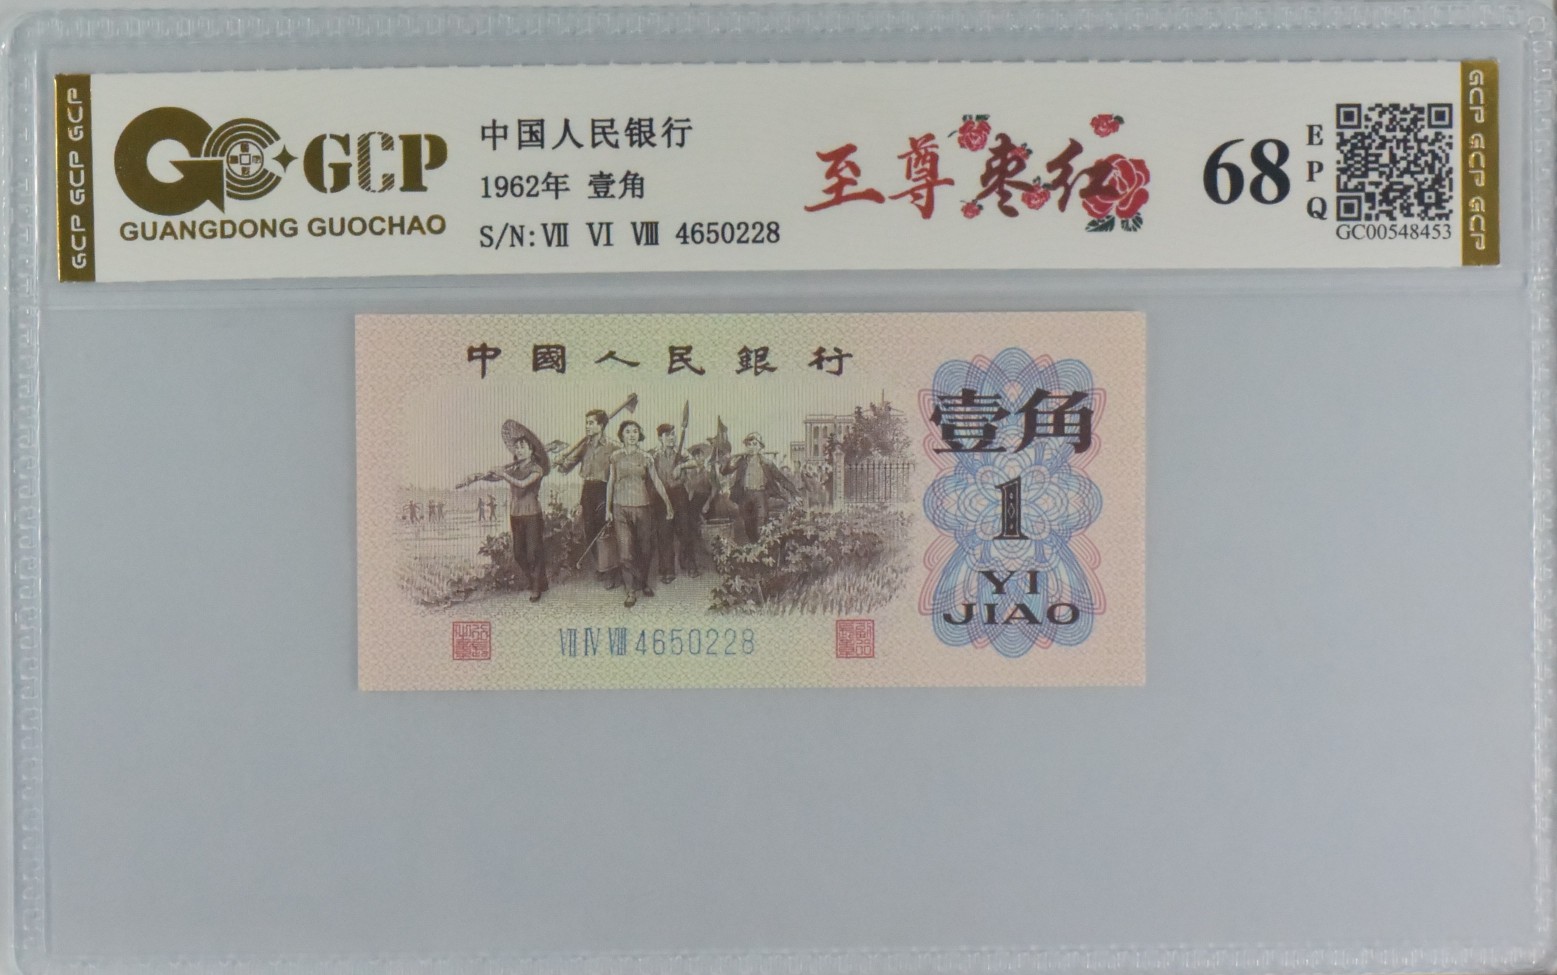 GCP GCP GCP
GCP
GUANGDONG GUOCHAO
中国人民银行
1962年 壹角
S/N:Ⅶ Ⅵ Ⅷ 4650228
至尊枣红
68
EPQ
GC00548453
GCP GCP GCP
中國人民銀行
壹角
1
YI
JIAO
Ⅶ Ⅳ Ⅷ 4650228